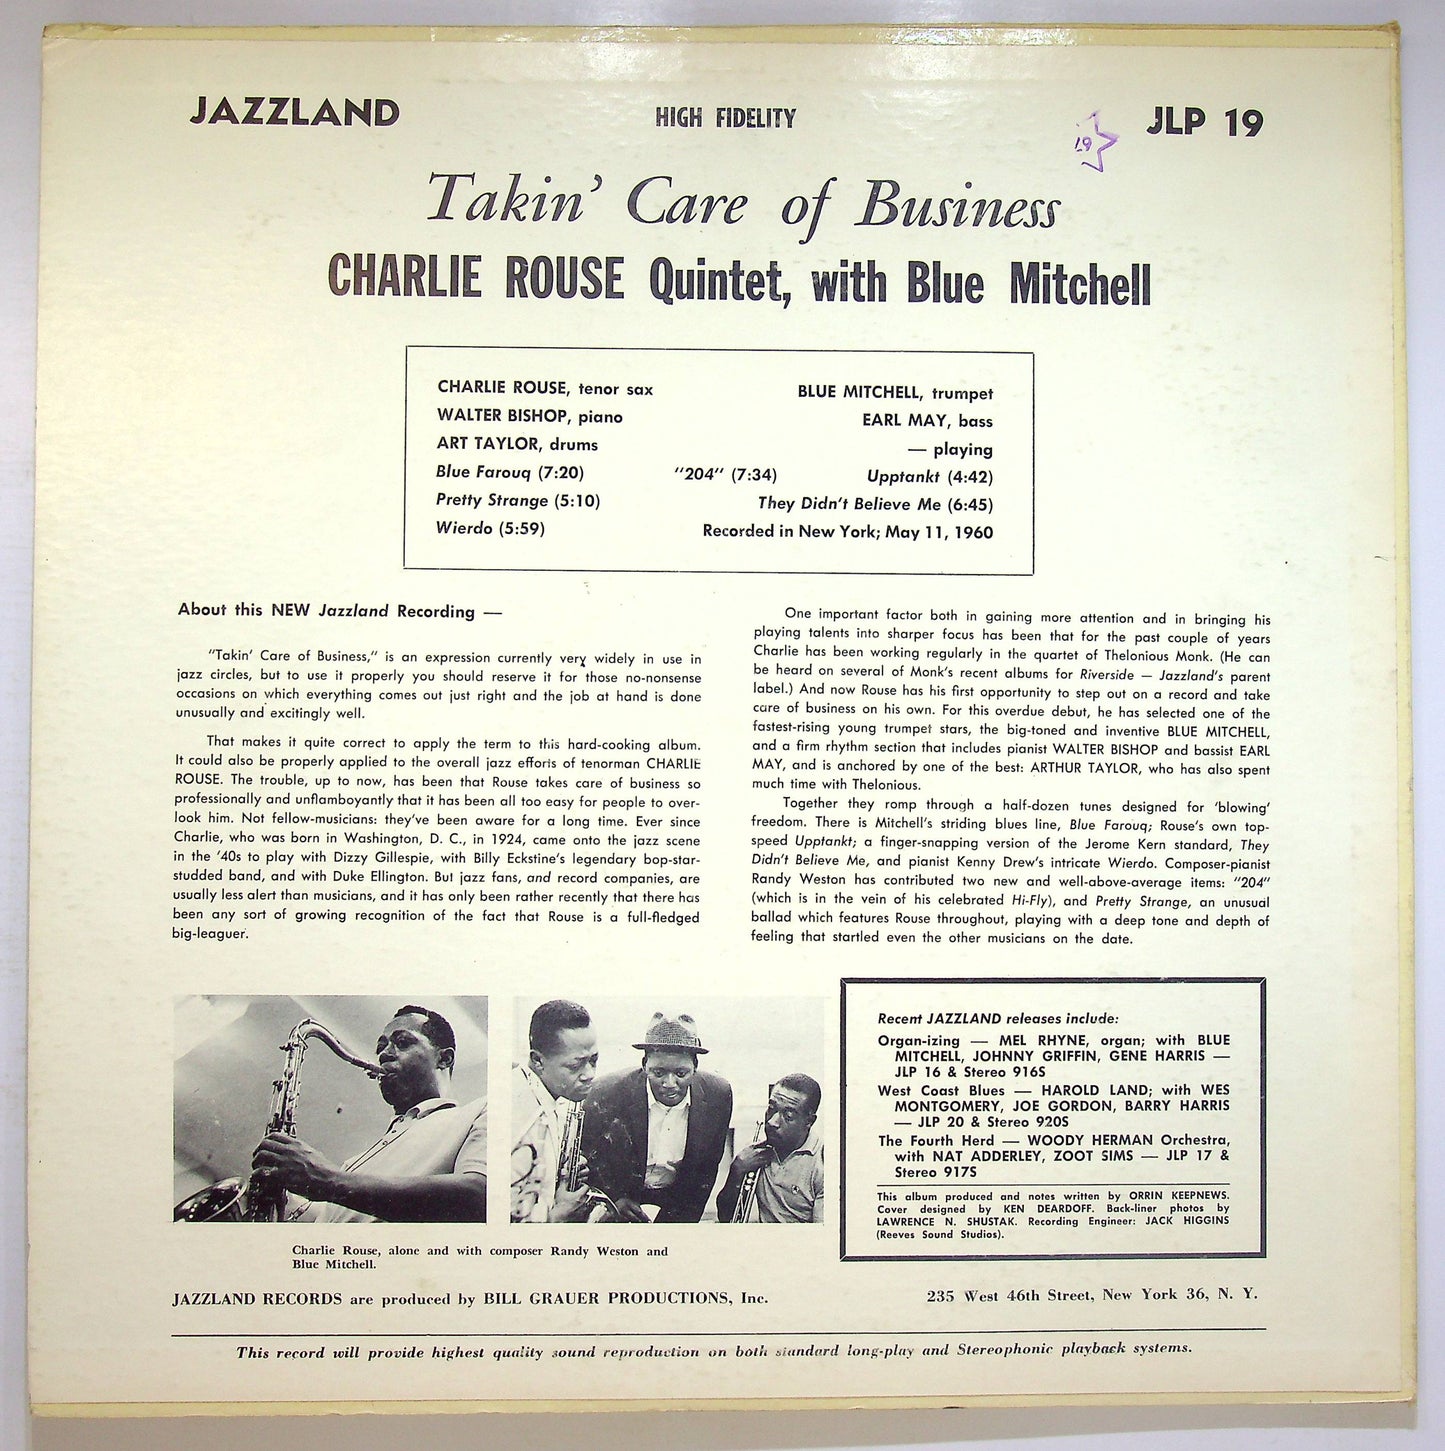 JAZZLAND HIGH FIDELITY JLP 19
19
Takin' Care of Business
CHARLIE ROUSE Quintet, with Blue Mitchell
CHARLIE ROUSE, tenor sax BLUE MITCHELL, trumpet
WALTER BISHOP, piano EARL MAY, bass
ART TAYLOR, drums — playing
Blue Farouq (7:20) "204" (7:34) Upptankt (4:42)
Pretty Strange (5:10) They Didn't Believe Me (6:45)
Wierdo (5:59) Recorded in New York; May 11, 1960
About this NEW Jazzland Recording —
"Takin' Care of Business," is an expression currently very widely in use in
jazz circles, but to use it properly you should reserve it for those no-nonsense
occasions on which everything comes out just right and the job at hand is done
unusually and excitingly well.
That makes it quite correct to apply the term to this hard-cooking album.
It could also be properly applied to the overall jazz efforts of tenorman CHARLIE
ROUSE. The trouble, up to now, has been that Rouse takes care of business so
professionally and unflamboyantly that it has been all too easy for people to over-
look him. Not fellow-musicians: they've been aware for a long time. Ever since
Charlie, who was born in Washington, D. C., in 1924, came onto the jazz scene
in the '40s to play with Dizzy Gillespie, with Billy Eckstine's legendary bop-star-
studded band, and with Duke Ellington. But jazz fans, and record companies, are
usually less alert than musicians, and it has only been rather recently that there has
been any sort of growing recognition of the fact that Rouse is a full-fledged
big-leaguer.
One important factor both in gaining more attention and in bringing his
playing talents into sharper focus has been that for the past couple of years
Charlie has been working regularly in the quartet of Thelonious Monk. (He can
be heard on several of Monk's recent albums for Riverside — Jazzland's parent
label.) And now Rouse has his first opportunity to step out on a record and take
care of business on his own. For this overdue debut, he has selected one of the
fastest-rising young trumpet stars, the big-toned and inventive BLUE MITCHELL,
and a firm rhythm section that includes pianist WALTER BISHOP and bassist EARL
MAY, and is anchored by one of the best: ARTHUR TAYLOR, who has also spent
much time with Thelonious.
Together they romp through a half-dozen tunes designed for 'blowing'
freedom. There is Mitchell's striding blues line, Blue Farouq; Rouse's own top-
speed Upptankt; a finger-snapping version of the Jerome Kern standard, They
Didn't Believe Me, and pianist Kenny Drew's intricate Wierdo. Composer-pianist
Randy Weston has contributed two new and well-above-average items: "204"
(which is in the vein of his celebrated Hi-Fly), and Pretty Strange, an unusual
ballad which features Rouse throughout, playing with a deep tone and depth of
feeling that startled even the other musicians on the date.
Charlie Rouse, alone and with composer Randy Weston and
Blue Mitchell.
Recent JAZZLAND releases include:
Organ-izing — MEL RHYNE, organ; with BLUE
MITCHELL, JOHNNY GRIFFIN, GENE HARRIS —
JLP 16 & Stereo 916S
West Coast Blues — HAROLD LAND; with WES
MONTGOMERY, JOE GORDON, BARRY HARRIS
— JLP 20 & Stereo 920S
The Fourth Herd — WOODY HERMAN Orchestra,
with NAT ADDERLEY, ZOOT SIMS — JLP 17 &
Stereo 917S
This album produced and notes written by ORRIN KEEPNEWS.
Cover designed by KEN DEARDOFF. Back-liner photos by
LAWRENCE N. SHUSTAK. Recording Engineer: JACK HIGGINS
(Reeves Sound Studios).
JAZZLAND RECORDS are produced by BILL GRAUER PRODUCTIONS, Inc. 235 West 46th Street, New York 36, N. Y.
This record will provide highest quality sound reproduction on both standard long-play and Stereophonic playback systems.